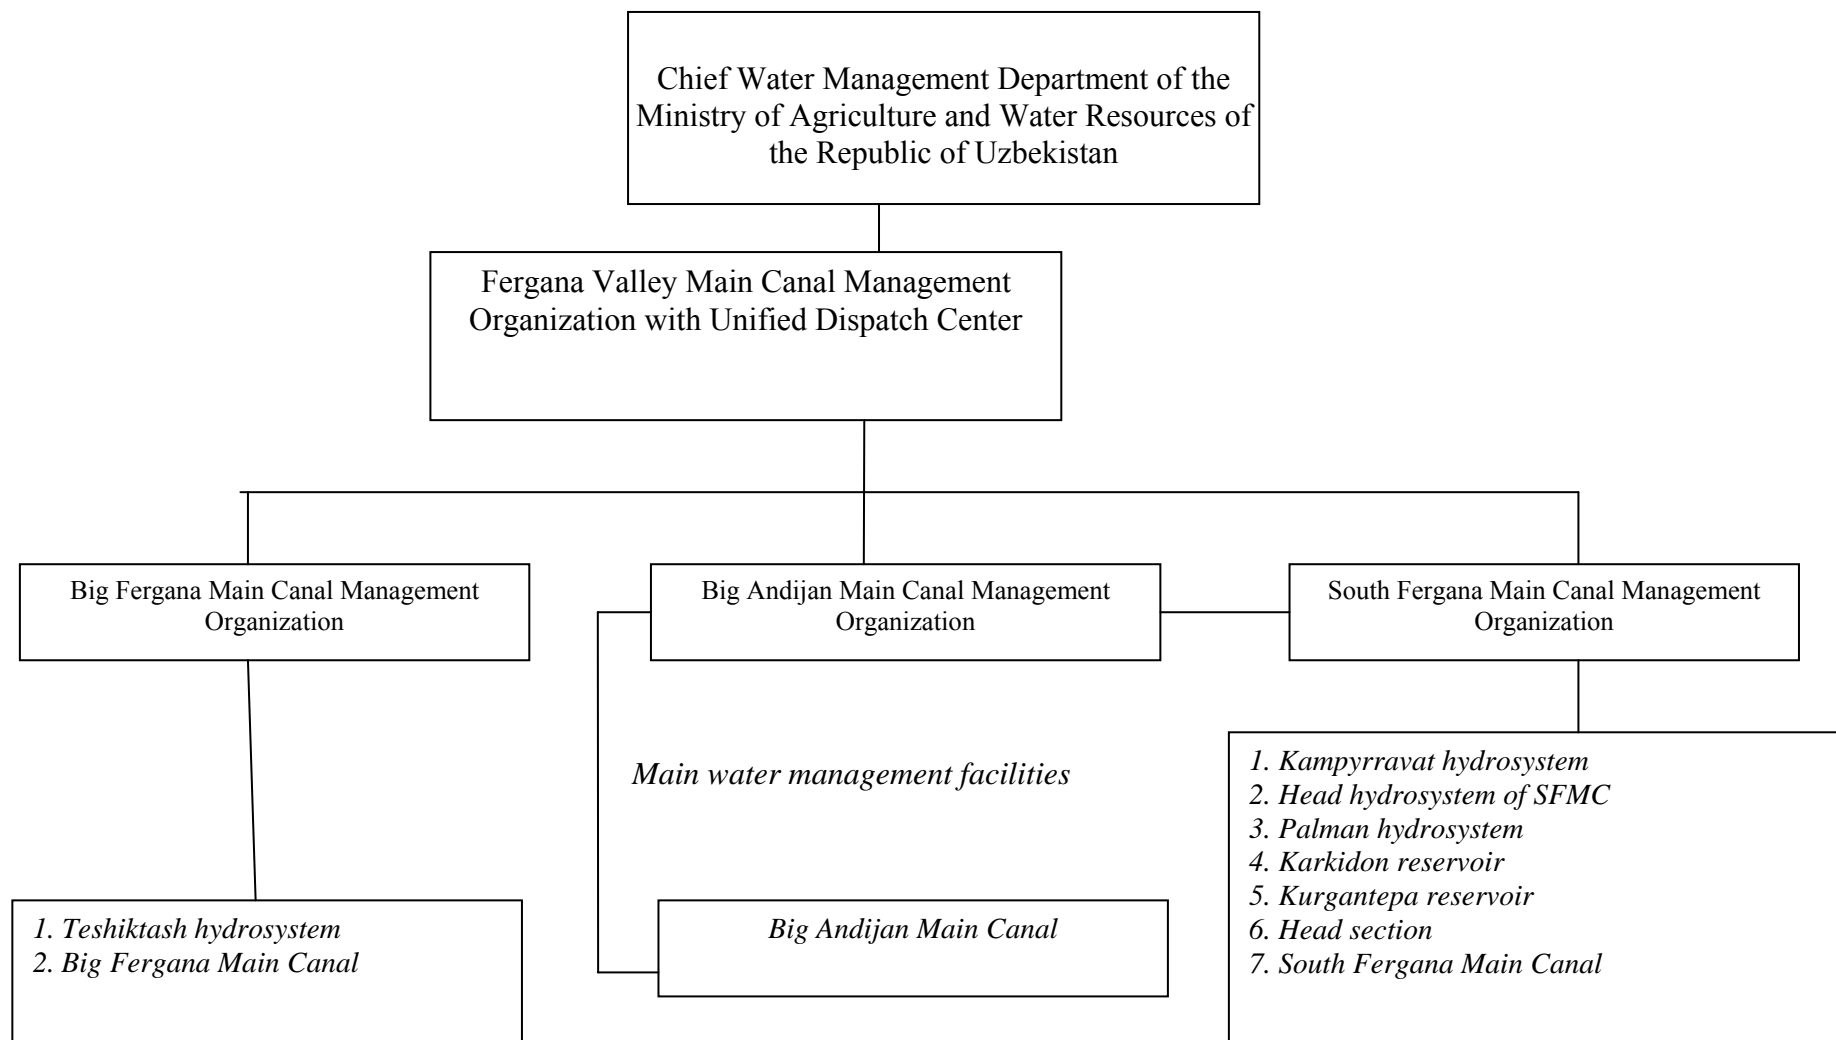 Chief Water Management Department of the
Ministry of Agriculture and Water Resources of
the Republic of Uzbekistan
Fergana Valley Main Canal Management
Organization with Unified Dispatch Center
Big Fergana Main Canal Management
Organization
Big Andijan Main Canal Management
Organization
South Fergana Main Canal Management
Organization
Main water management facilities
1. Teshiktash hydrosystem
2. Big Fergana Main Canal
Big Andijan Main Canal
1. Kampyrravat hydrosystem
2. Head hydrosystem of SFMC
3. Palman hydrosystem
4. Karkidon reservoir
5. Kurgantepa reservoir
6. Head section
7. South Fergana Main Canal